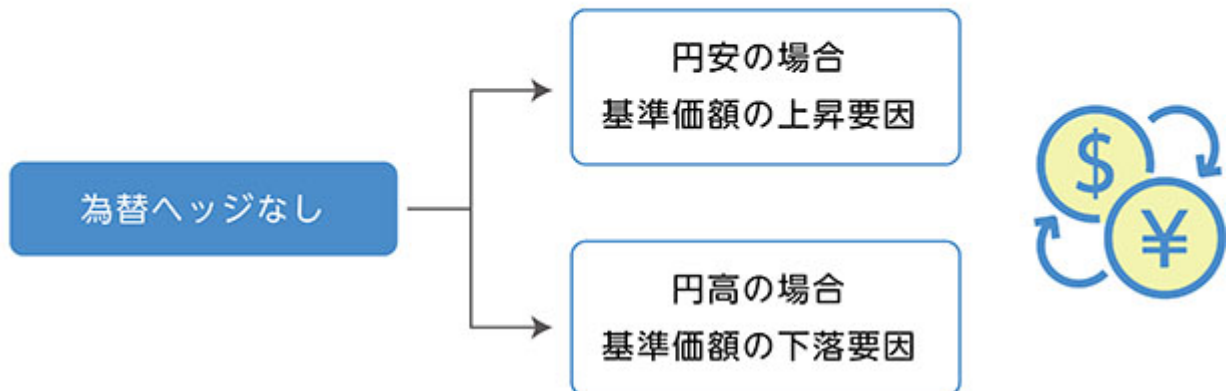 円安の場合
基準価額の上昇要因
為替ヘッジなし
$
¥
円高の場合
基準価額の下落要因